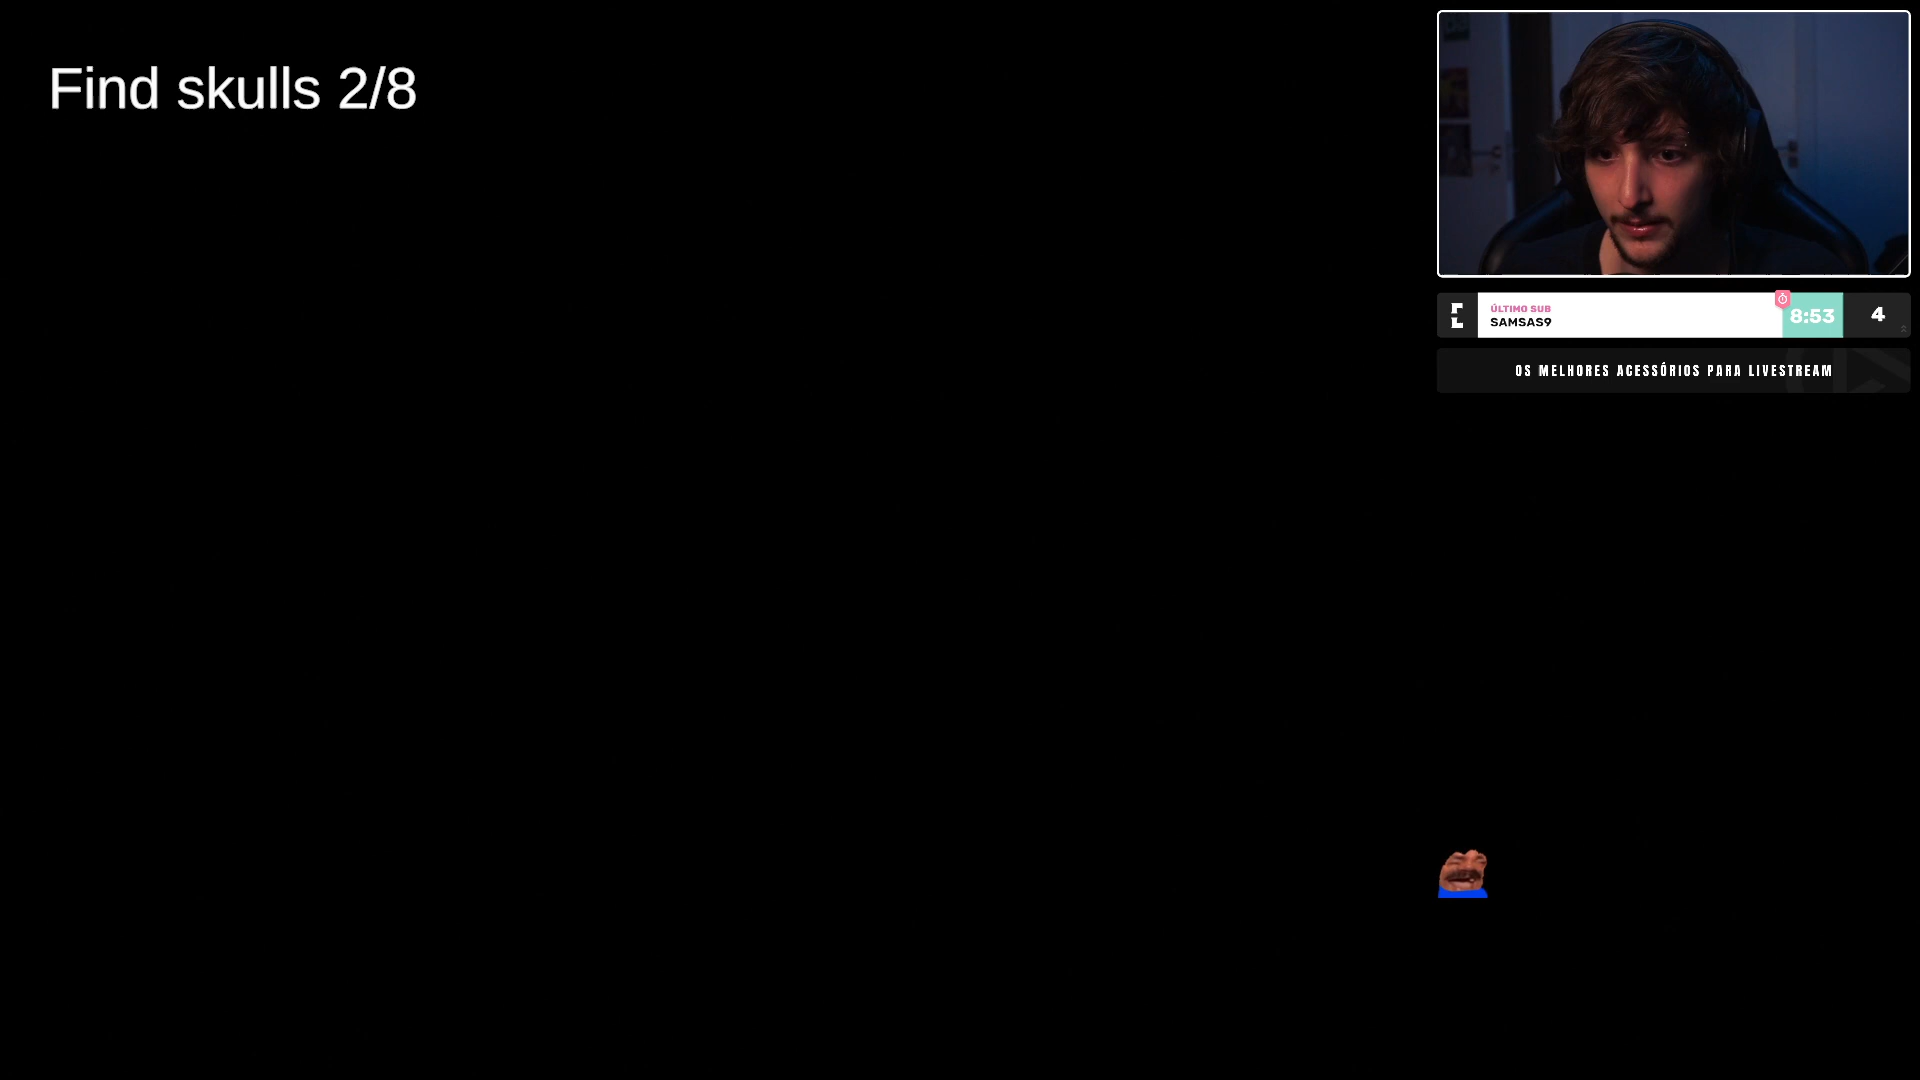 Find skulls 2/8
ÚLTIMO SUB
SAMSAS9
8:53
4
OS MELHORES ACESSÓRIOS PARA LIVESTREAM